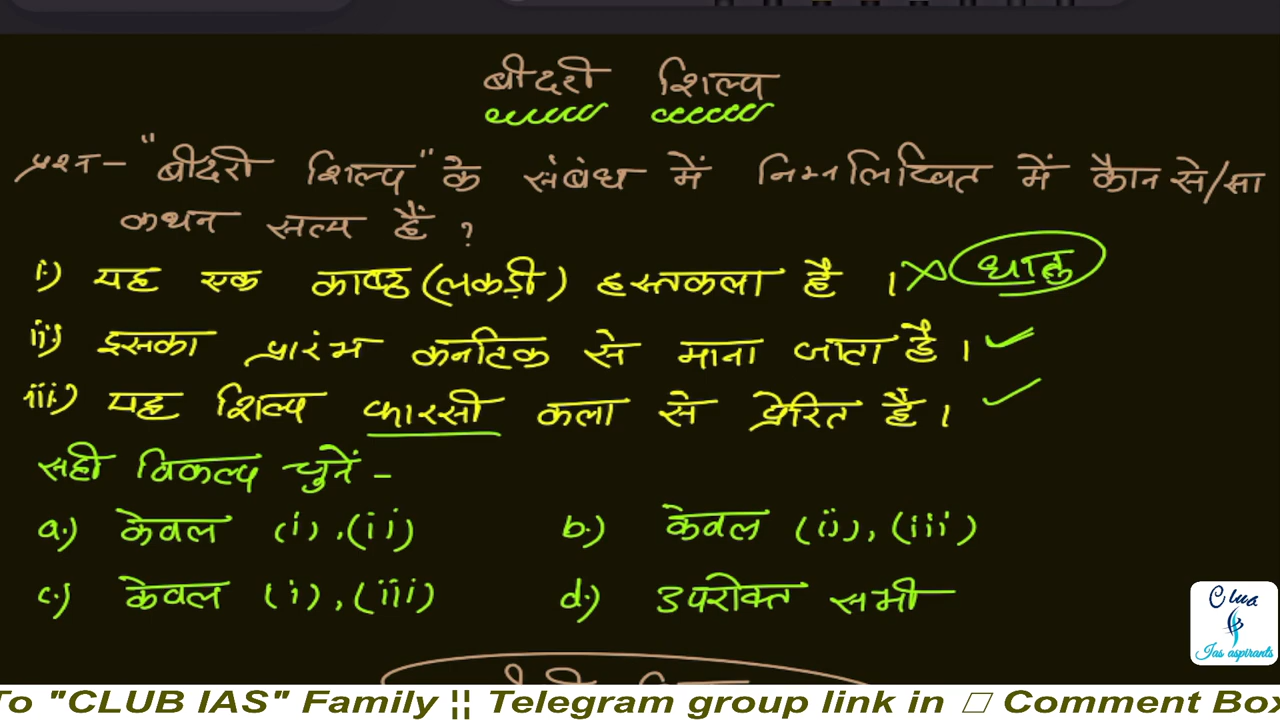 बीदरी शिल्प
प्रश्न - "बीदरी शिल्प" के संबंध में निम्नलिखित में कौन से/सा
कथन सत्य हैं ?
i.) यह एक काष्ठ (लकड़ी) हस्तकला है । × धातु
ii) इसका प्रारंभ कर्नाटक से माना जाता है । ✓
iii.) यह शिल्प फारसी कला से प्रेरित है । ✓
सही विकल्प चुनें -
a.) केवल (i), (ii) b.) केवल (ii), (iii)
c.) केवल (i), (iii) d.) उपरोक्त सभी
Club
Ias aspirants
To "CLUB IAS" Family ¦¦ Telegram group link in □ Comment Box